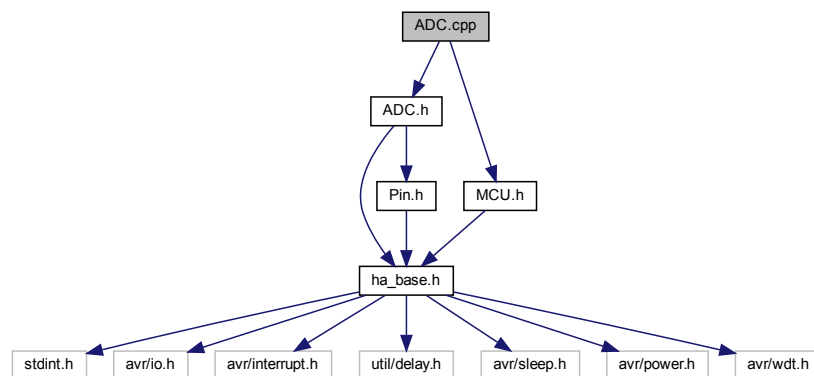 ADC.cpp
ADC.h
Pin.h
MCU.h
ha_base.h
stdint.h
avr/io.h
avr/interrupt.h
util/delay.h
avr/sleep.h
avr/power.h
avr/wdt.h